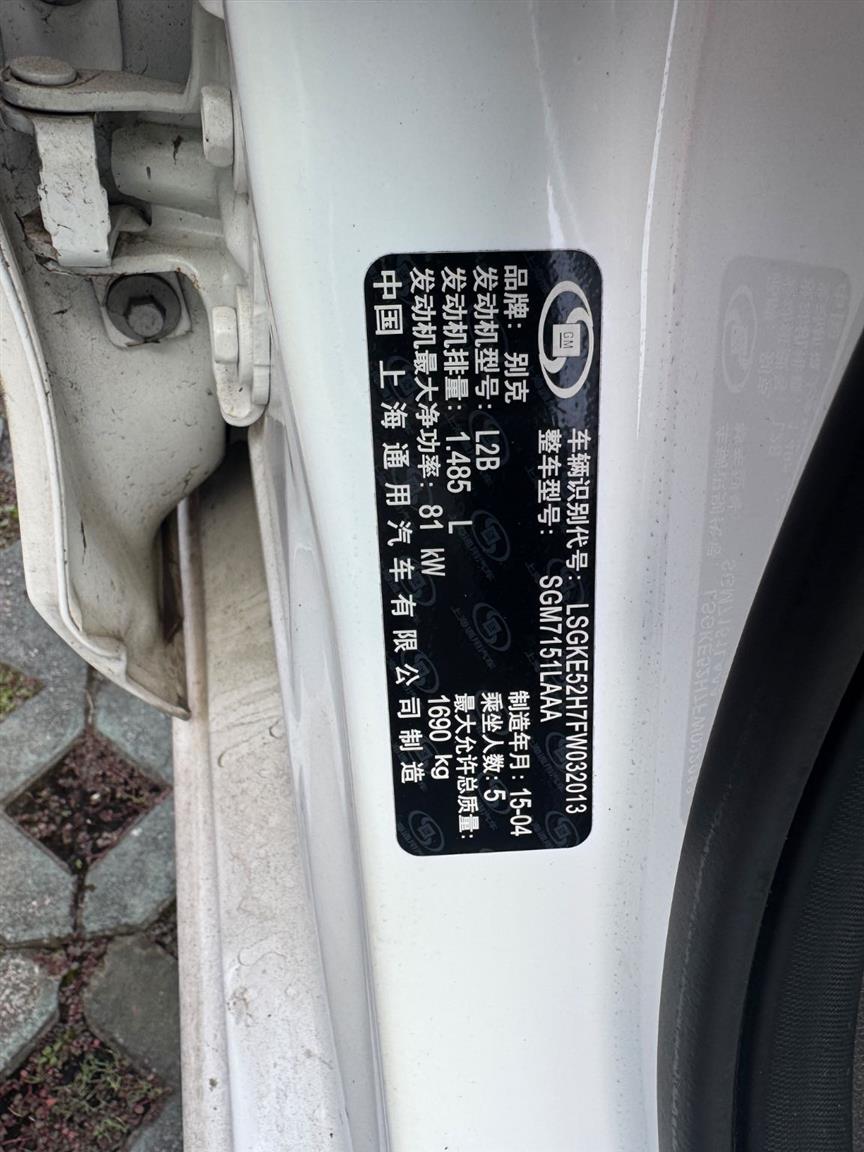 GM
车辆识别代号: LSGKE52H7FW032013
整车型号: SGM7151LAAA
品牌: 别克
制造年月: 15-04
发动机型号: L2B
乘坐人数: 5
发动机排量: 1.485 L
最大允许总质量:
发动机最大净功率: 81 kW
1690 kg
中国 上海通用汽车有限公司制造